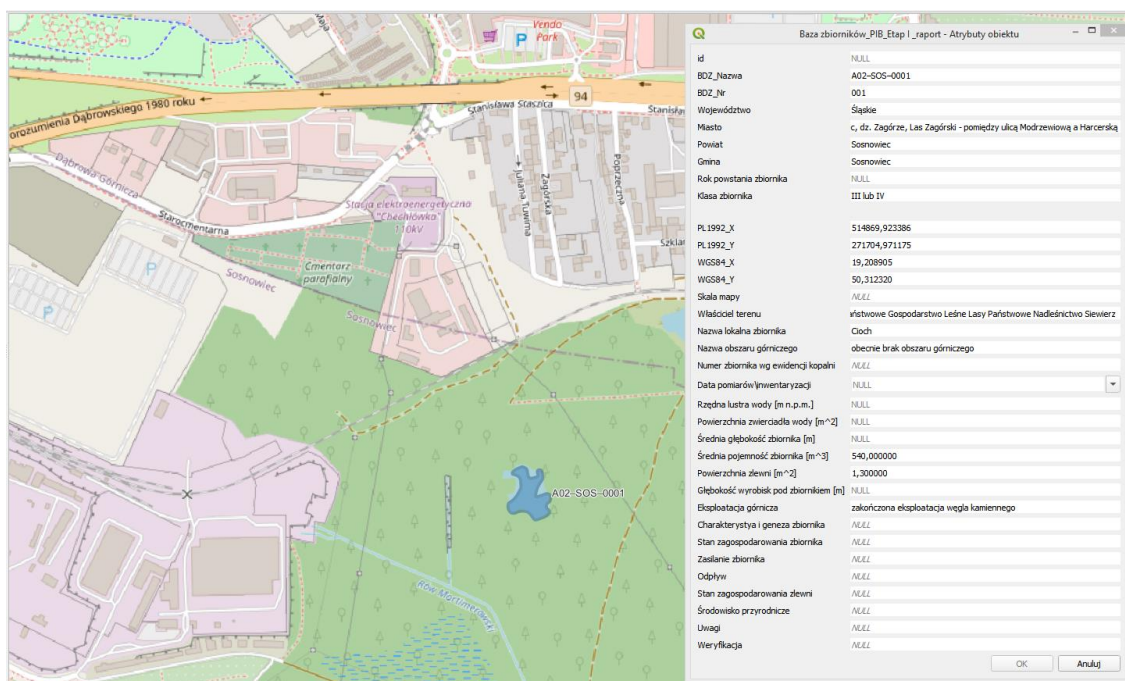 Maja
Vendo
Park
P
94
Porozumienia Dąbrowskiego 1980 roku
Stanisława Staszica
Dąbrowa Górnicza
Starocmentarna
Stacja elektroenergetyczna
"Chechłówka"
110kV
Juliana Tuwima
Zagórska
Poprzeczna
P
Sosnowiec
Cmentarz
parafialny
Sosnowiec
P
A02-SOS-0001
Rów Mortimerowski
Baza zbiorników_PIB_Etap I _raport - Atrybuty obiektu
id NULL
BDZ_Nazwa A02-SOS-0001
BDZ_Nr 001
Województwo Śląskie
Miasto c, dz. Zagórze, Las Zagórski - pomiędzy ulicą Modrzewiową a Harcerską
Powiat Sosnowiec
Gmina Sosnowiec
Rok powstania zbiornika NULL
Klasa zbiornika III lub IV
PL1992_X 514869,923386
PL1992_Y 271704,971175
WGS84_X 19,208905
WGS84_Y 50,312320
Skala mapy NULL
Właściciel terenu aństwowe Gospodarstwo Leśne Lasy Państwowe Nadleśnictwo Siewierz
Nazwa lokalna zbiornika Cioch
Nazwa obszaru górniczego obecnie brak obszaru górniczego
Numer zbiornika wg ewidencji kopalni NULL
Data pomiarów\inwentaryzacji NULL
Rzędna lustra wody [m n.p.m.] NULL
Powierzchnia zwierciadła wody [m^2] NULL
Średnia głębokość zbiornika [m] NULL
Średnia pojemność zbiornika [m^3] 540,000000
Powierzchnia zlewni [m^2] 1,300000
Głębokość wyrobisk pod zbiornikiem [m] NULL
Eksploatacja górnicza zakończona eksploatacja węgla kamiennego
Charakterystya i geneza zbiornika NULL
Stan zagospodarowania zbiornika NULL
Zasilanie zbiornika NULL
Odpływ NULL
Stan zagospodarowania zlewni NULL
Środowisko przyrodnicze NULL
Uwagi NULL
Weryfikacja NULL
OK Anuluj